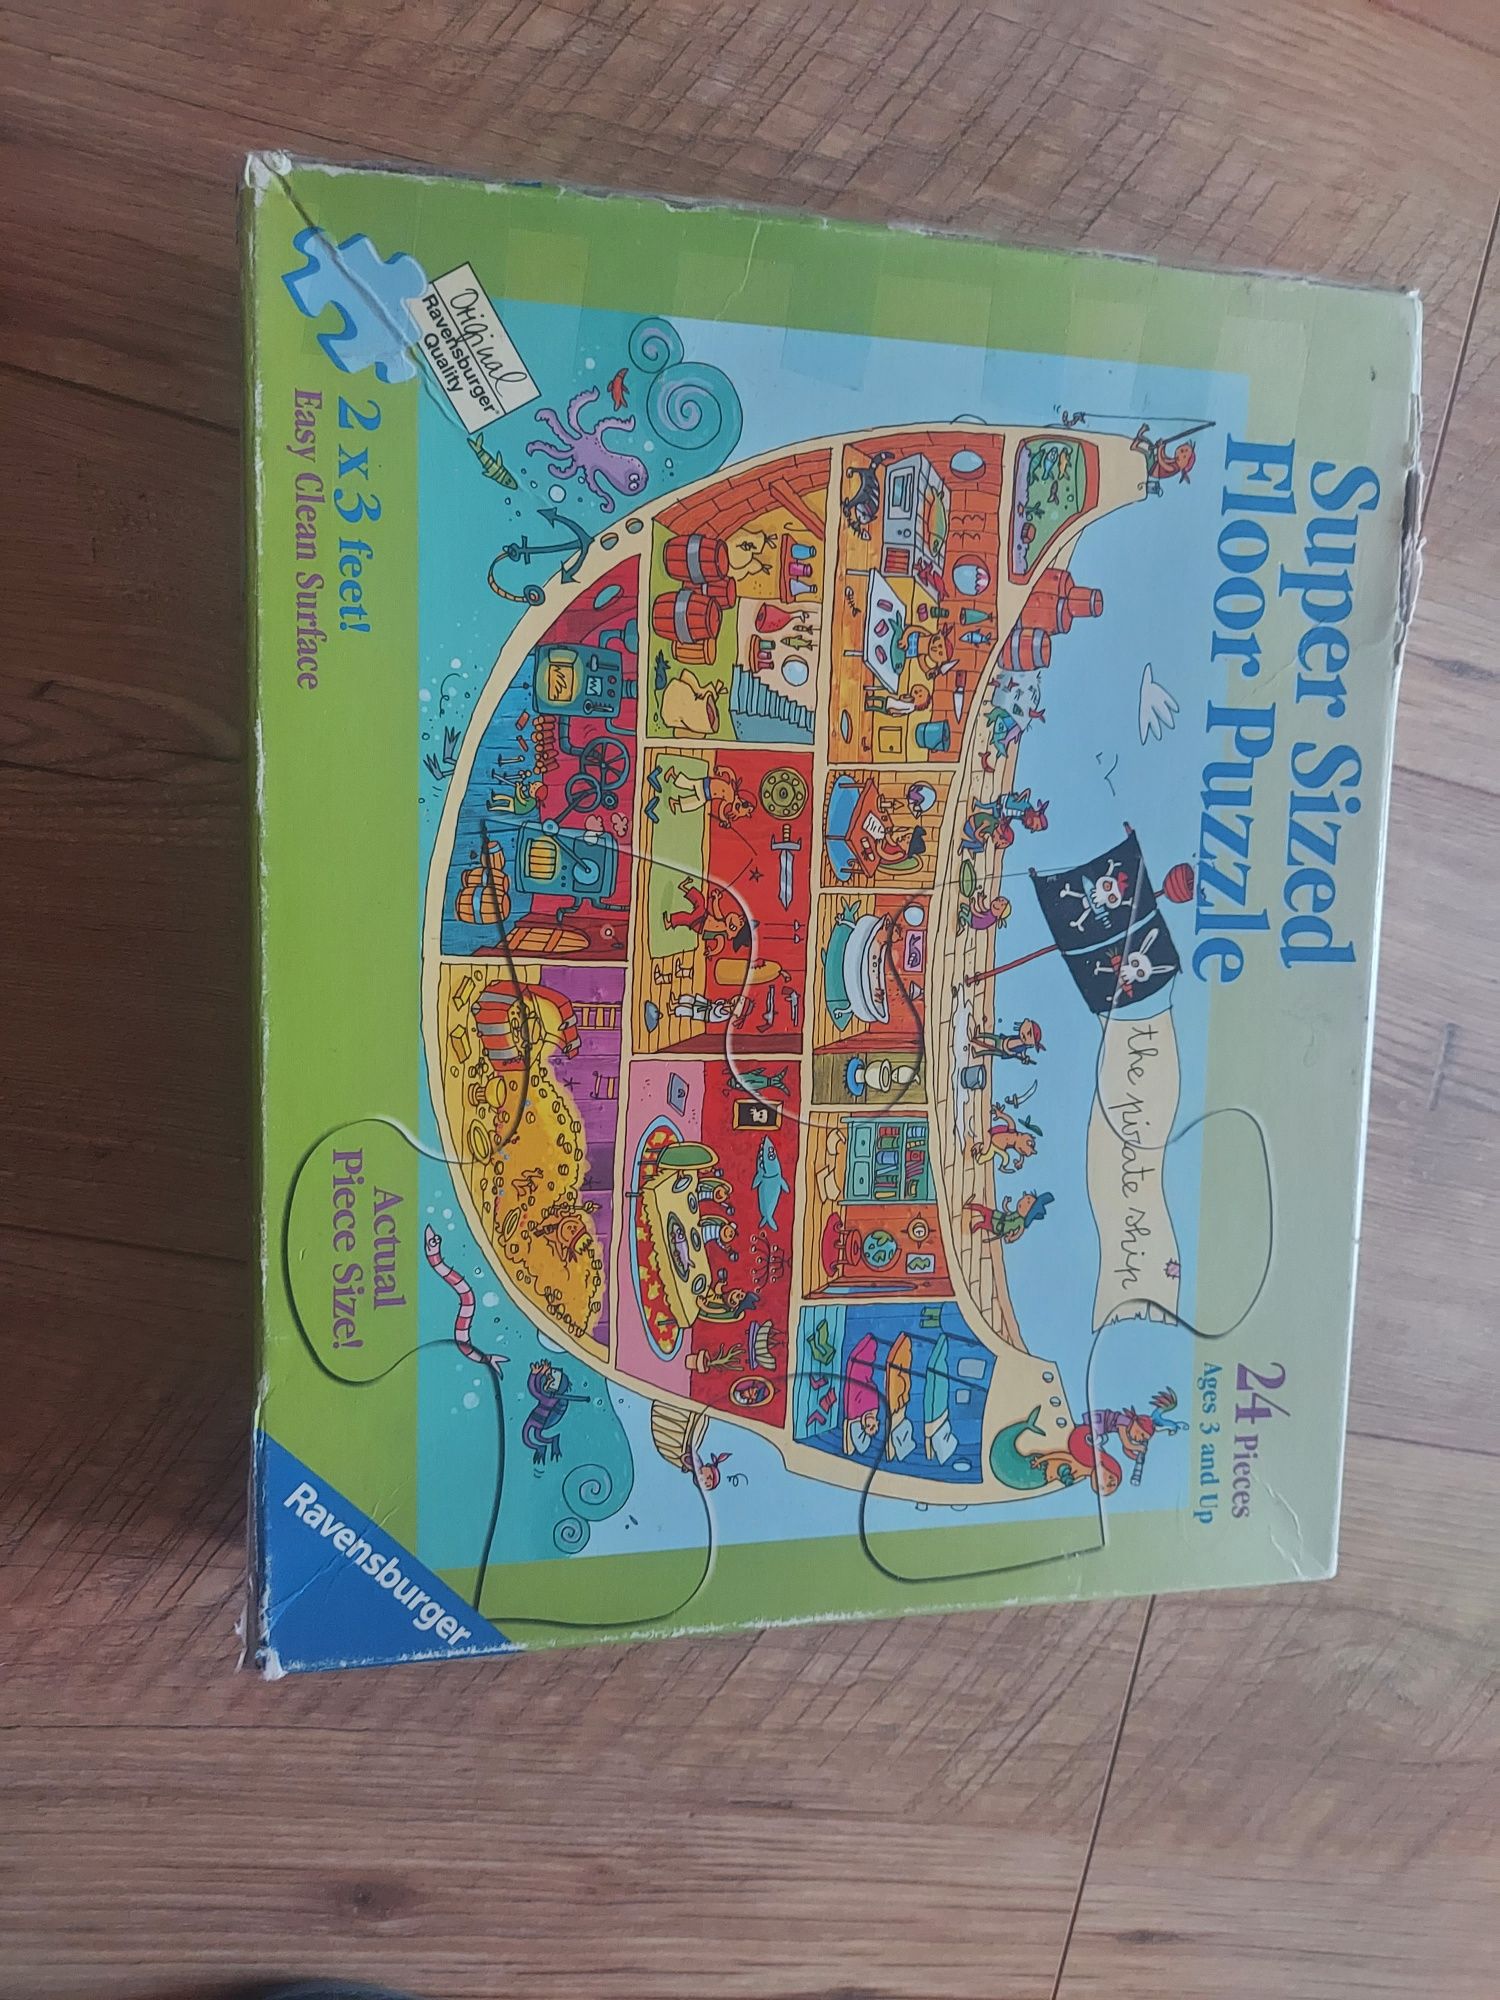 Super Sized
Floor Puzzle
24 Pieces
Ages 3 and Up
the pirate ship
Original
Ravensburger®
Quality
2 x 3 feet!
Easy Clean Surface
Actual
Piece Size!
Ravensburger